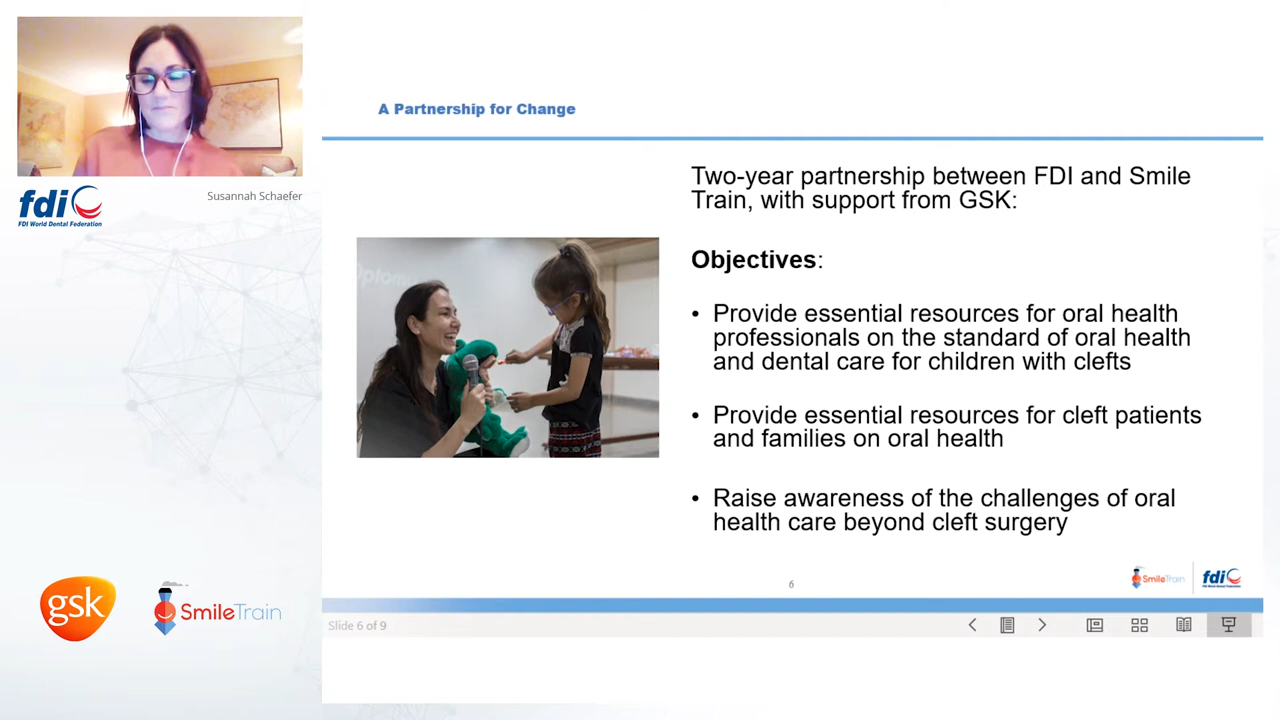 A Partnership for Change
fdi
FDI World Dental Federation
Susannah Schaefer
Two-year partnership between FDI and Smile
Train, with support from GSK:
Objectives:
• Provide essential resources for oral health
professionals on the standard of oral health
and dental care for children with clefts
• Provide essential resources for cleft patients
and families on oral health
• Raise awareness of the challenges of oral
health care beyond cleft surgery
gsk
SmileTrain
6
SmileTrain
fdi
Slide 6 of 9